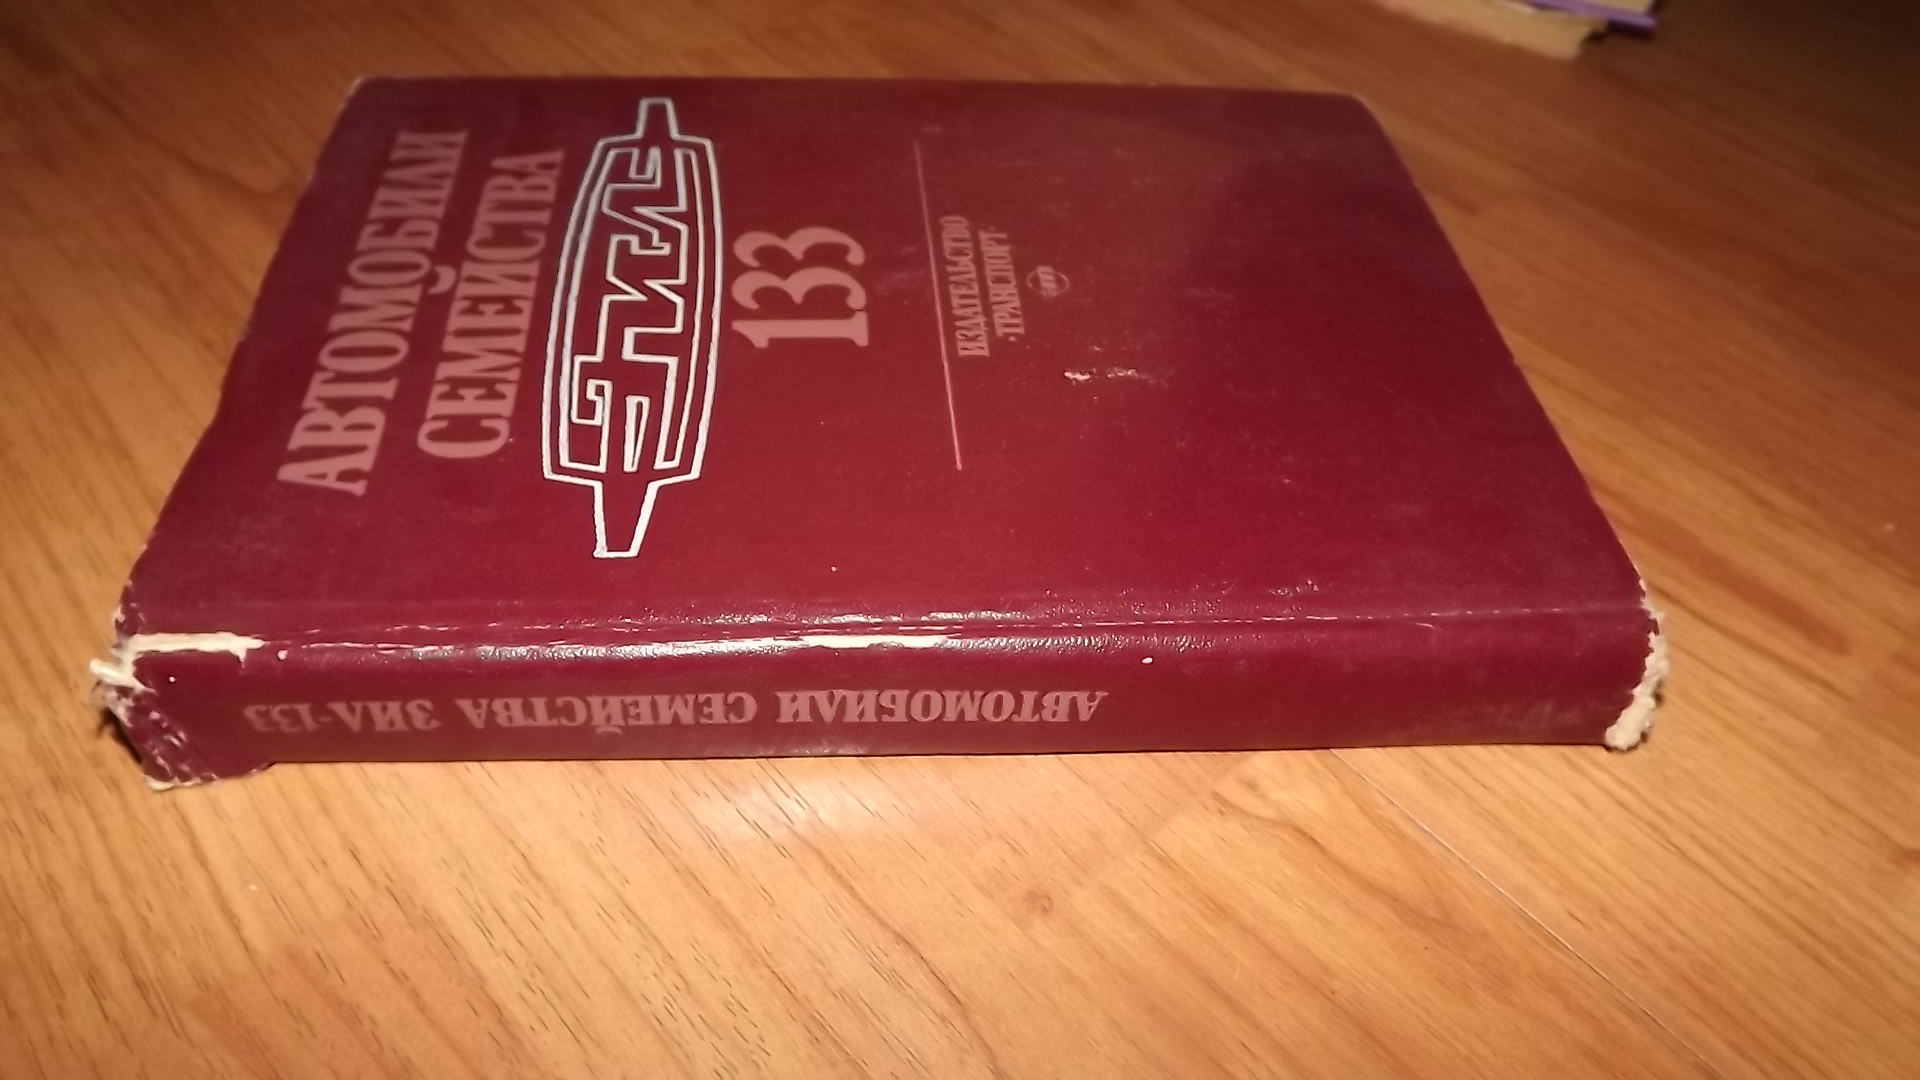 АВТОМОБИЛИ
СЕМЕЙСТВА
ЗИЛ
133
ИЗДАТЕЛЬСТВО
·ТРАНСПОРТ·
АВТОМОБИЛИ СЕМЕЙСТВА ЗИЛ-133